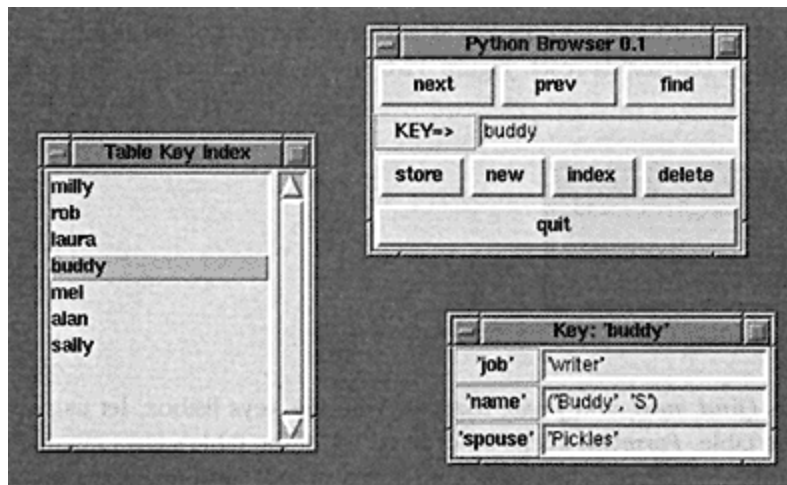 Python Browser 0.1
next prev find
KEY=> buddy
store new index delete
quit
Table Key Index
milly
rob
laura
buddy
mel
alan
sally
Key: 'buddy'
'job' 'writer'
'name' ('Buddy', 'S')
'spouse' 'Pickles'